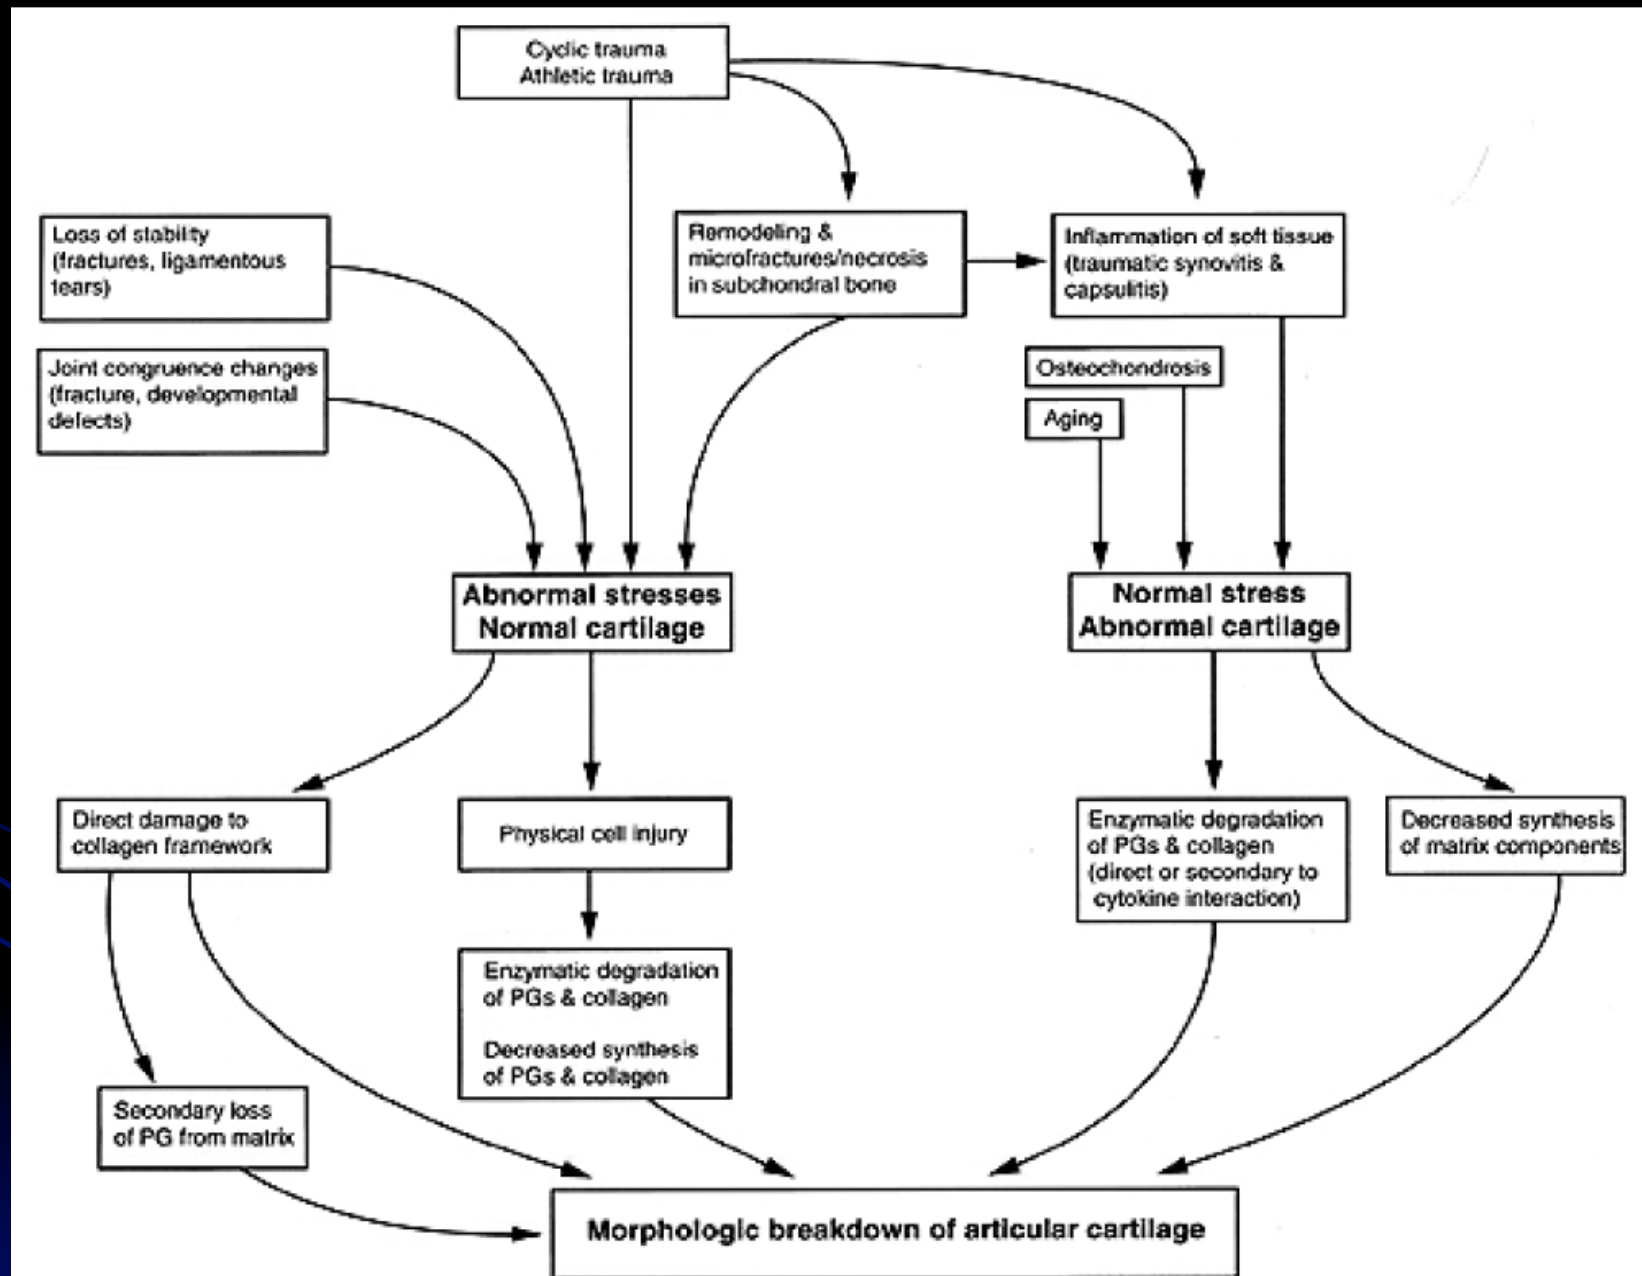 Cyclic trauma
Athletic trauma
Loss of stability
(fractures, ligamentous
tears)
Remodeling &
microfractures/necrosis
in subchondral bone
Inflammation of soft tissue
(traumatic synovitis &
capsulitis)
Joint congruence changes
(fracture, developmental
defects)
Osteochondrosis
Aging
Abnormal stresses
Normal cartilage
Normal stress
Abnormal cartilage
Direct damage to
collagen framework
Physical cell injury
Enzymatic degradation
of PGs & collagen
(direct or secondary to
cytokine interaction)
Decreased synthesis
of matrix components
Enzymatic degradation
of PGs & collagen
Decreased synthesis
of PGs & collagen
Secondary loss
of PG from matrix
Morphologic breakdown of articular cartilage